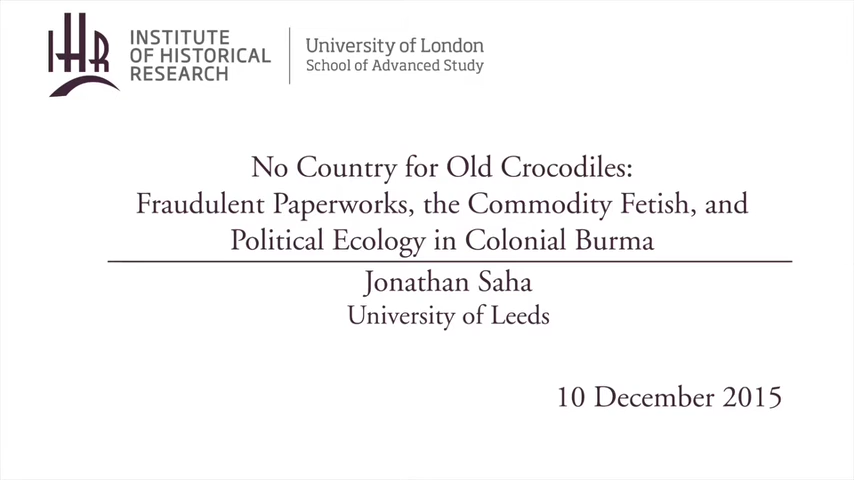 IHR
INSTITUTE
OF HISTORICAL
RESEARCH
University of London
School of Advanced Study
No Country for Old Crocodiles:
Fraudulent Paperworks, the Commodity Fetish, and
Political Ecology in Colonial Burma
Jonathan Saha
University of Leeds
10 December 2015